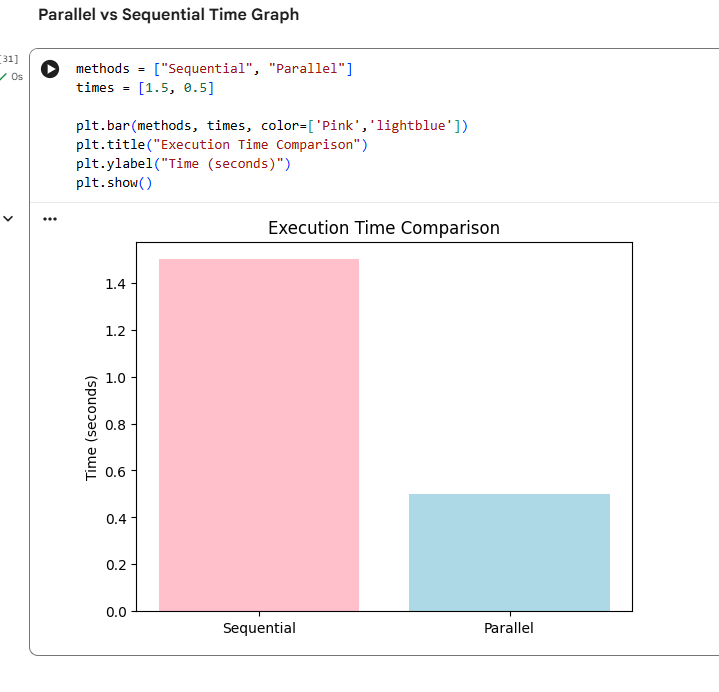 Parallel vs Sequential Time Graph
[31]
0s
methods = ["Sequential", "Parallel"]
times = [1.5, 0.5]
plt.bar(methods, times, color=['Pink','lightblue'])
plt.title("Execution Time Comparison")
plt.ylabel("Time (seconds)")
plt.show()
Execution Time Comparison
1.4
1.2
1.0
0.8
0.6
0.4
0.2
0.0
Time (seconds)
Sequential Parallel